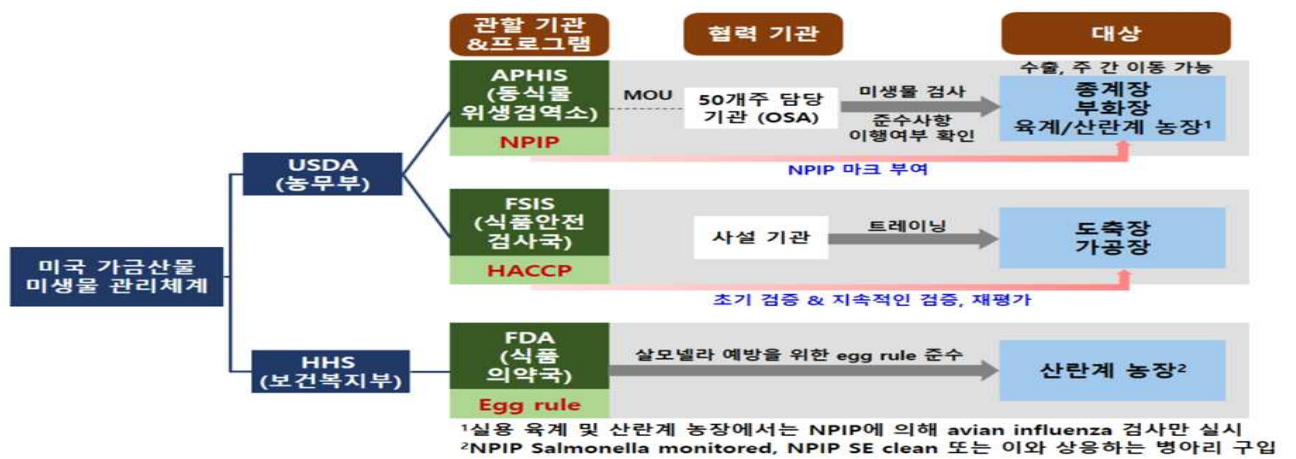 관할 기관
&프로그램
협력 기관
대상
APHIS
(동식물
위생검역소)
NPIP
MOU
50개주 담당
기관 (OSA)
미생물 검사
준수사항
이행여부 확인
수출, 주 간 이동 가능
종계장
부화장
육계/산란계 농장¹
NPIP 마크 부여
USDA
(농무부)
FSIS
(식품안전
검사국)
HACCP
사설 기관
트레이닝
도축장
가공장
초기 검증 & 지속적인 검증, 재평가
미국 가금산물
미생물 관리체계
HHS
(보건복지부)
FDA
(식품
의약국)
Egg rule
살모넬라 예방을 위한 egg rule 준수
산란계 농장²
¹실용 육계 및 산란계 농장에서는 NPIP에 의해 avian influenza 검사만 실시
²NPIP Salmonella monitored, NPIP SE clean 또는 이와 상응하는 병아리 구입